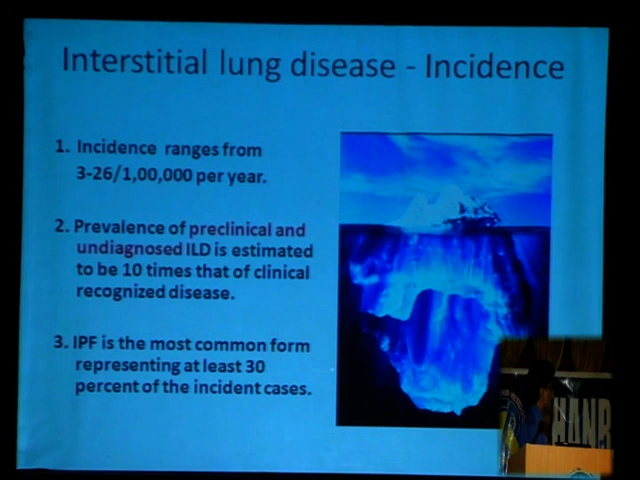 Interstitial lung disease - Incidence
1. Incidence ranges from
3-26/1,00,000 per year.
2. Prevalence of preclinical and
undiagnosed ILD is estimated
to be 10 times that of clinical
recognized disease.
3. IPF is the most common form
representing at least 30
percent of the incident cases.